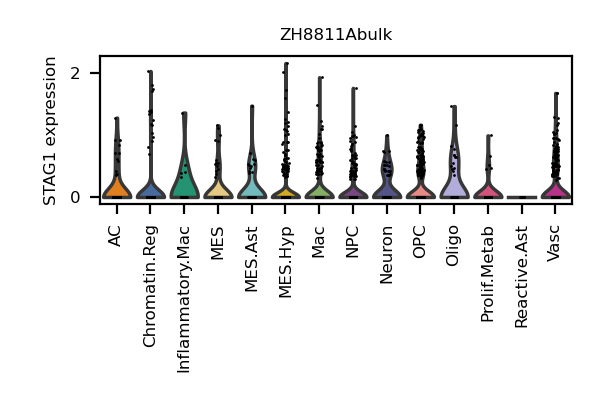 ZH8811Abulk
STAG1 expression
2
0
AC
Chromatin.Reg
Inflammatory.Mac
MES
MES.Ast
MES.Hyp
Mac
NPC
Neuron
OPC
Oligo
Prolif.Metab
Reactive.Ast
Vasc